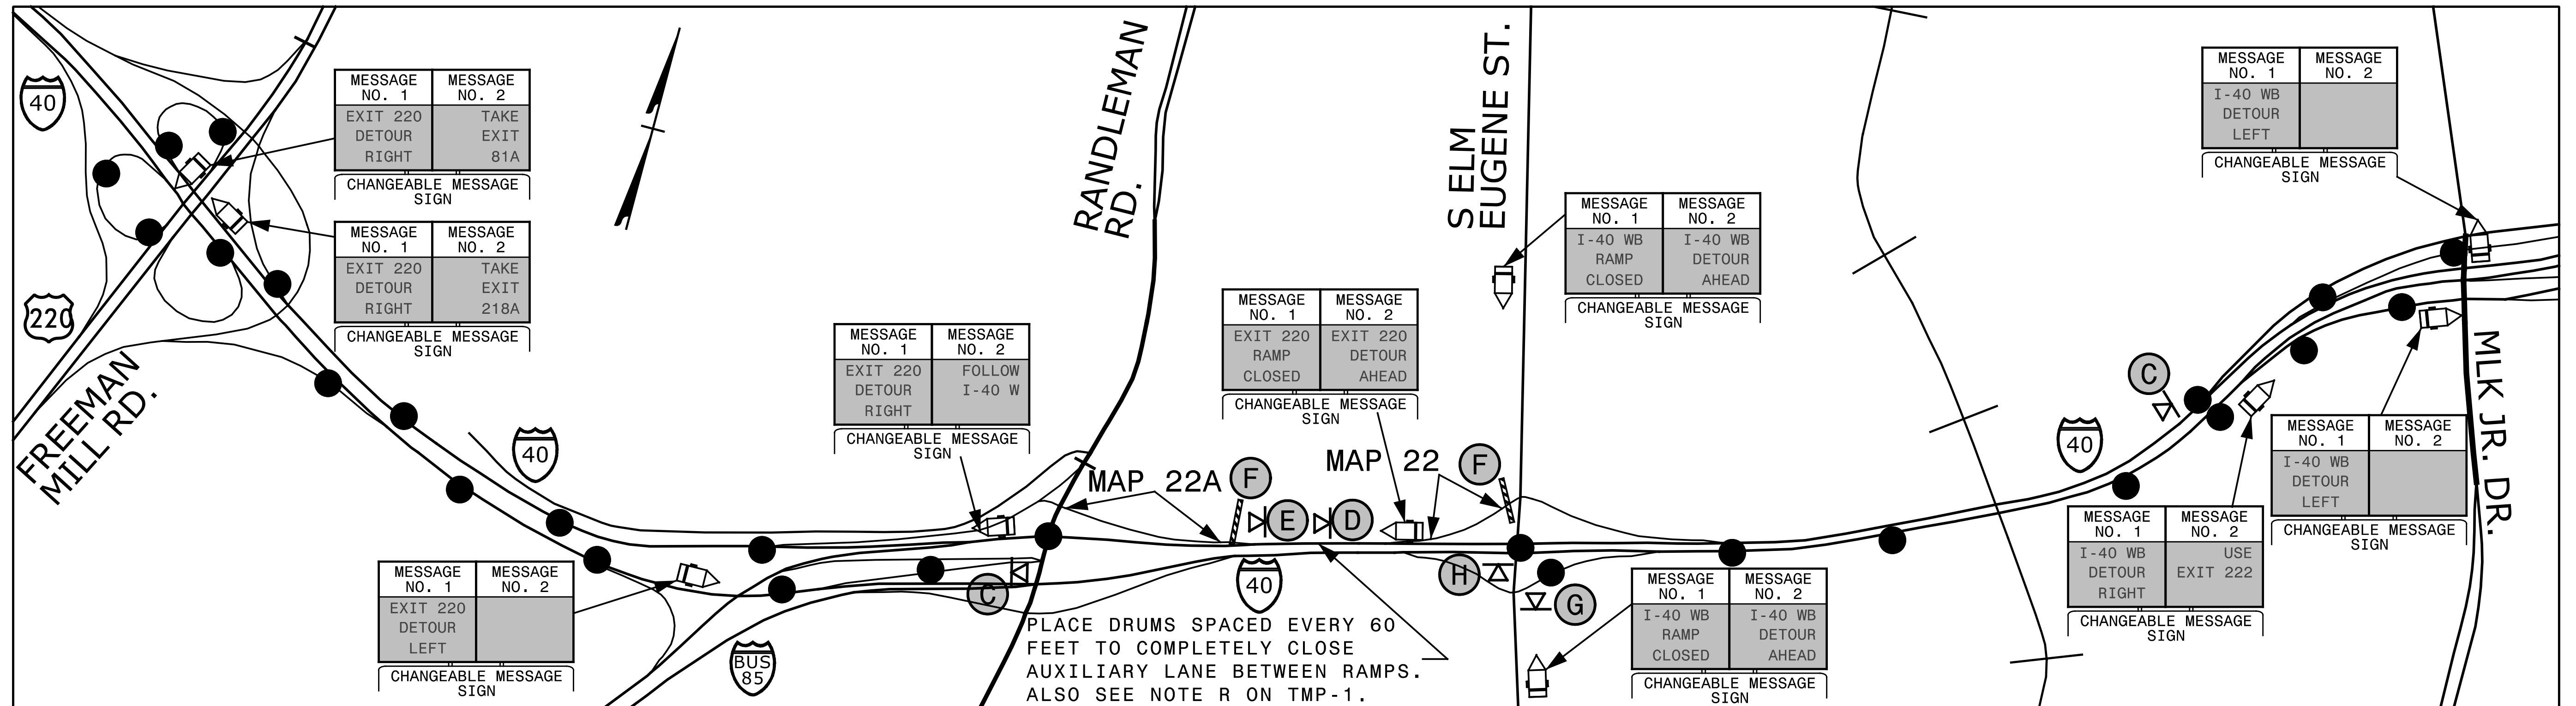 40
MESSAGE NO. 1
MESSAGE NO. 2
EXIT 220
DETOUR
RIGHT
TAKE
EXIT
81A
CHANGEABLE MESSAGE
SIGN
MESSAGE NO. 1
MESSAGE NO. 2
EXIT 220
DETOUR
RIGHT
TAKE
EXIT
218A
CHANGEABLE MESSAGE
SIGN
220
FREEMAN
MILL RD.
40
MESSAGE NO. 1
MESSAGE NO. 2
EXIT 220
DETOUR
LEFT
CHANGEABLE MESSAGE
SIGN
BUS
85
MESSAGE NO. 1
MESSAGE NO. 2
EXIT 220
DETOUR
RIGHT
FOLLOW
I-40 W
CHANGEABLE MESSAGE
SIGN
C
RANDLEMAN
RD.
MAP 22A
F
E
D
40
PLACE DRUMS SPACED EVERY 60
FEET TO COMPLETELY CLOSE
AUXILIARY LANE BETWEEN RAMPS.
ALSO SEE NOTE R ON TMP-1.
MESSAGE NO. 1
MESSAGE NO. 2
EXIT 220
RAMP
CLOSED
EXIT 220
DETOUR
AHEAD
CHANGEABLE MESSAGE
SIGN
MAP 22
F
S ELM
EUGENE ST.
H
G
MESSAGE NO. 1
MESSAGE NO. 2
I-40 WB
RAMP
CLOSED
I-40 WB
DETOUR
AHEAD
CHANGEABLE MESSAGE
SIGN
MESSAGE NO. 1
MESSAGE NO. 2
I-40 WB
RAMP
CLOSED
I-40 WB
DETOUR
AHEAD
CHANGEABLE MESSAGE
SIGN
40
C
MESSAGE NO. 1
MESSAGE NO. 2
I-40 WB
DETOUR
RIGHT
USE
EXIT 222
CHANGEABLE MESSAGE
SIGN
MESSAGE NO. 1
MESSAGE NO. 2
I-40 WB
DETOUR
LEFT
CHANGEABLE MESSAGE
SIGN
MESSAGE NO. 1
MESSAGE NO. 2
I-40 WB
DETOUR
LEFT
CHANGEABLE MESSAGE
SIGN
MLK JR. DR.